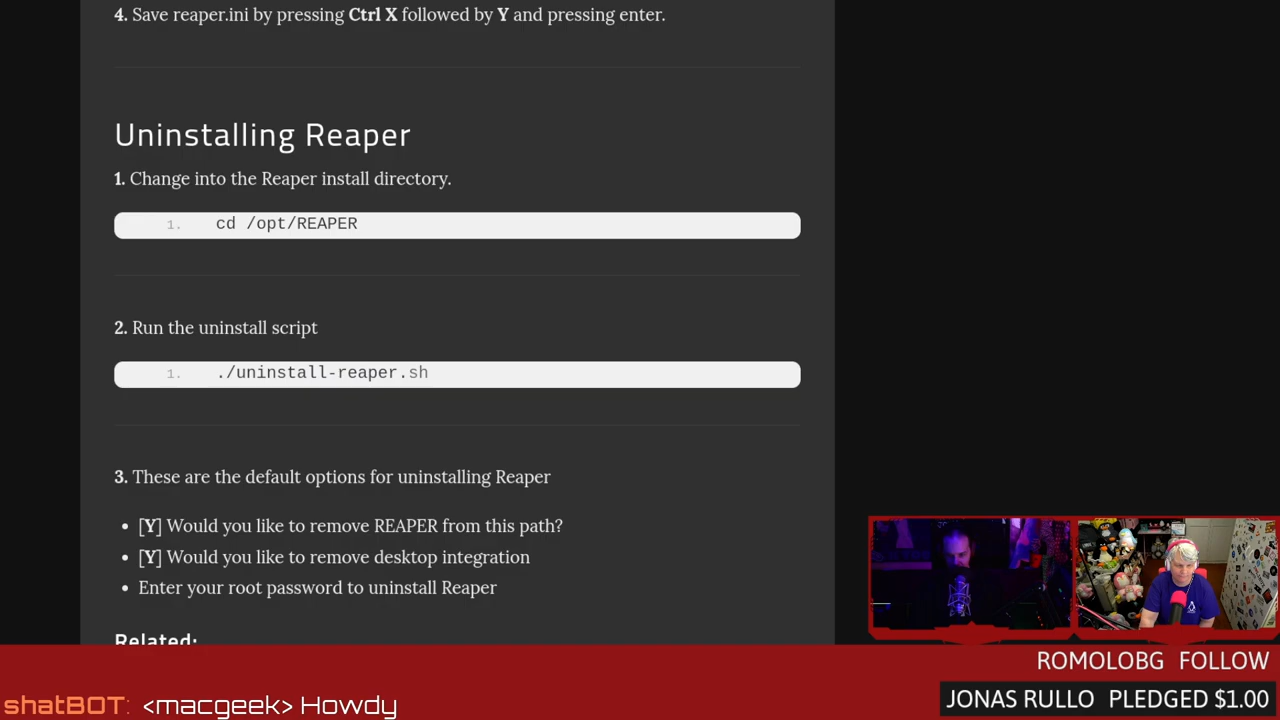 4. Save reaper.ini by pressing Ctrl X followed by Y and pressing enter.
Uninstalling Reaper
1. Change into the Reaper install directory.
1. cd /opt/REAPER
2. Run the uninstall script
1. ./uninstall-reaper.sh
3. These are the default options for uninstalling Reaper
• [Y] Would you like to remove REAPER from this path?
• [Y] Would you like to remove desktop integration
• Enter your root password to uninstall Reaper
Related:
ROMOLOBG FOLLOW
shatBOT: <macgeek> Howdy
JONAS RULLO PLEDGED $1.00